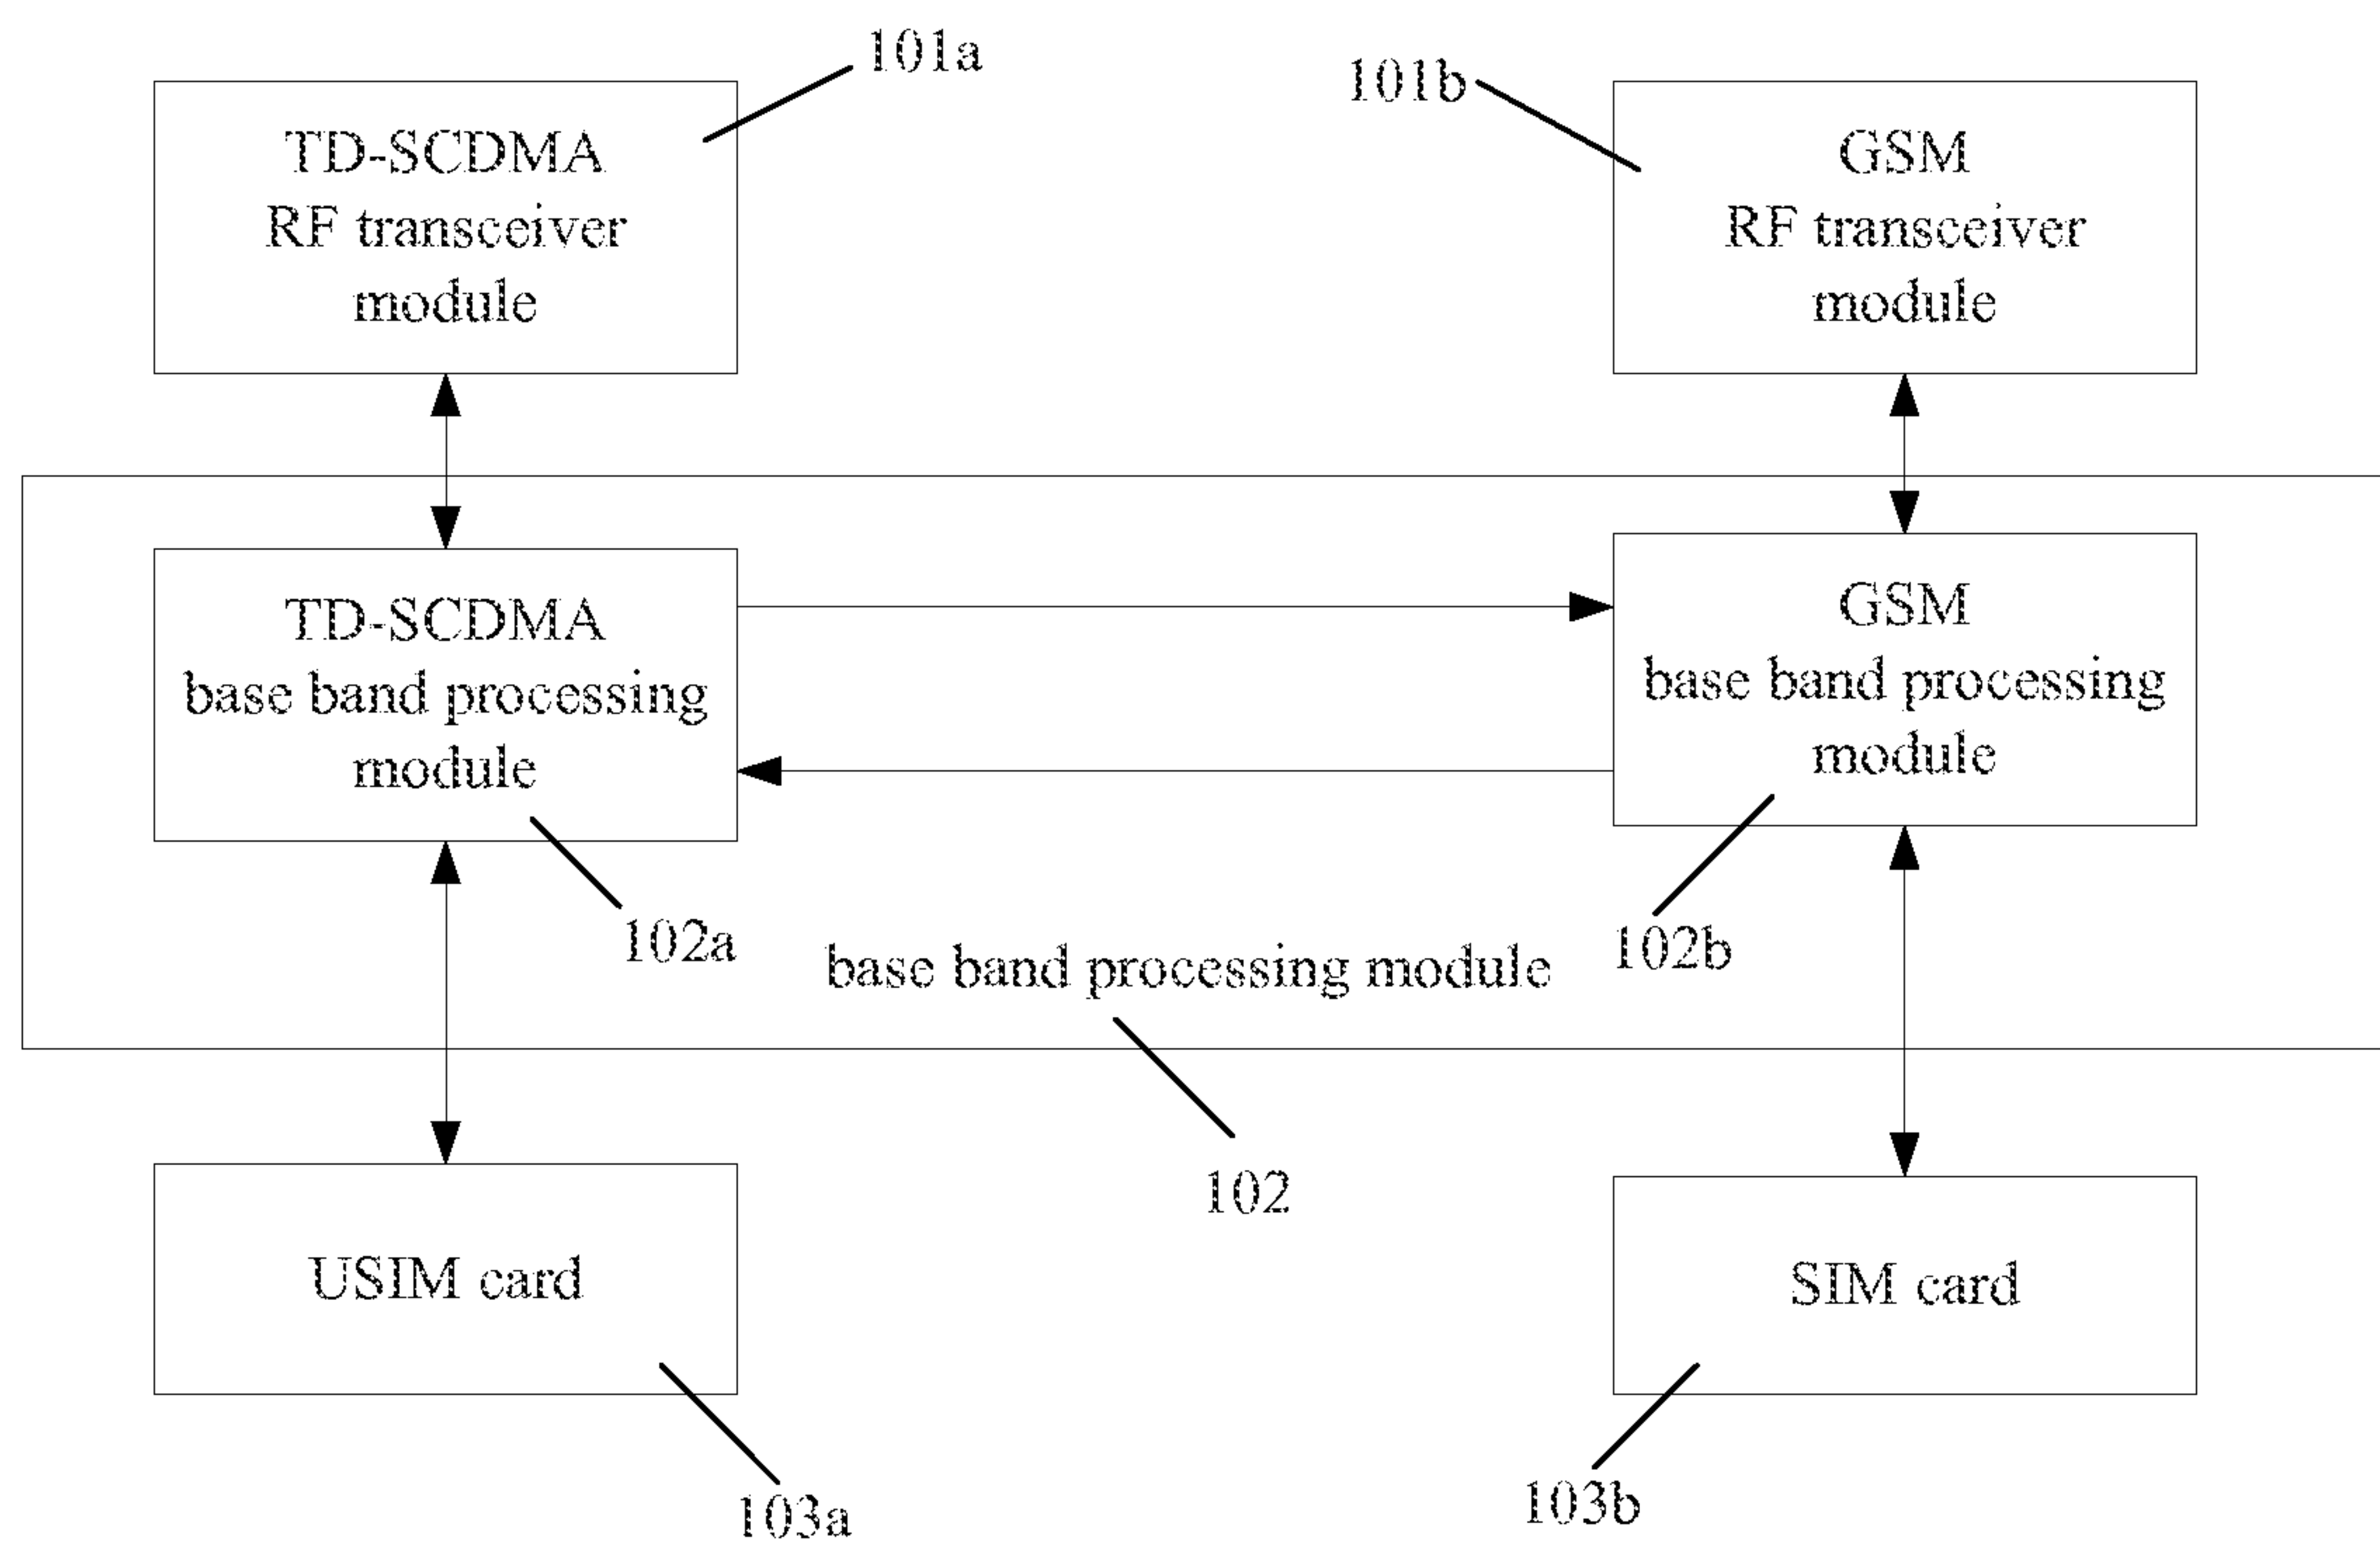 101a
101b
TD-SCDMA
RF transceiver
module
GSM
RF transceiver
module
TD-SCDMA
base band processing
module
GSM
base band processing
module
102a
base band processing module
102b
102
USIM card
SIM card
103a
103b